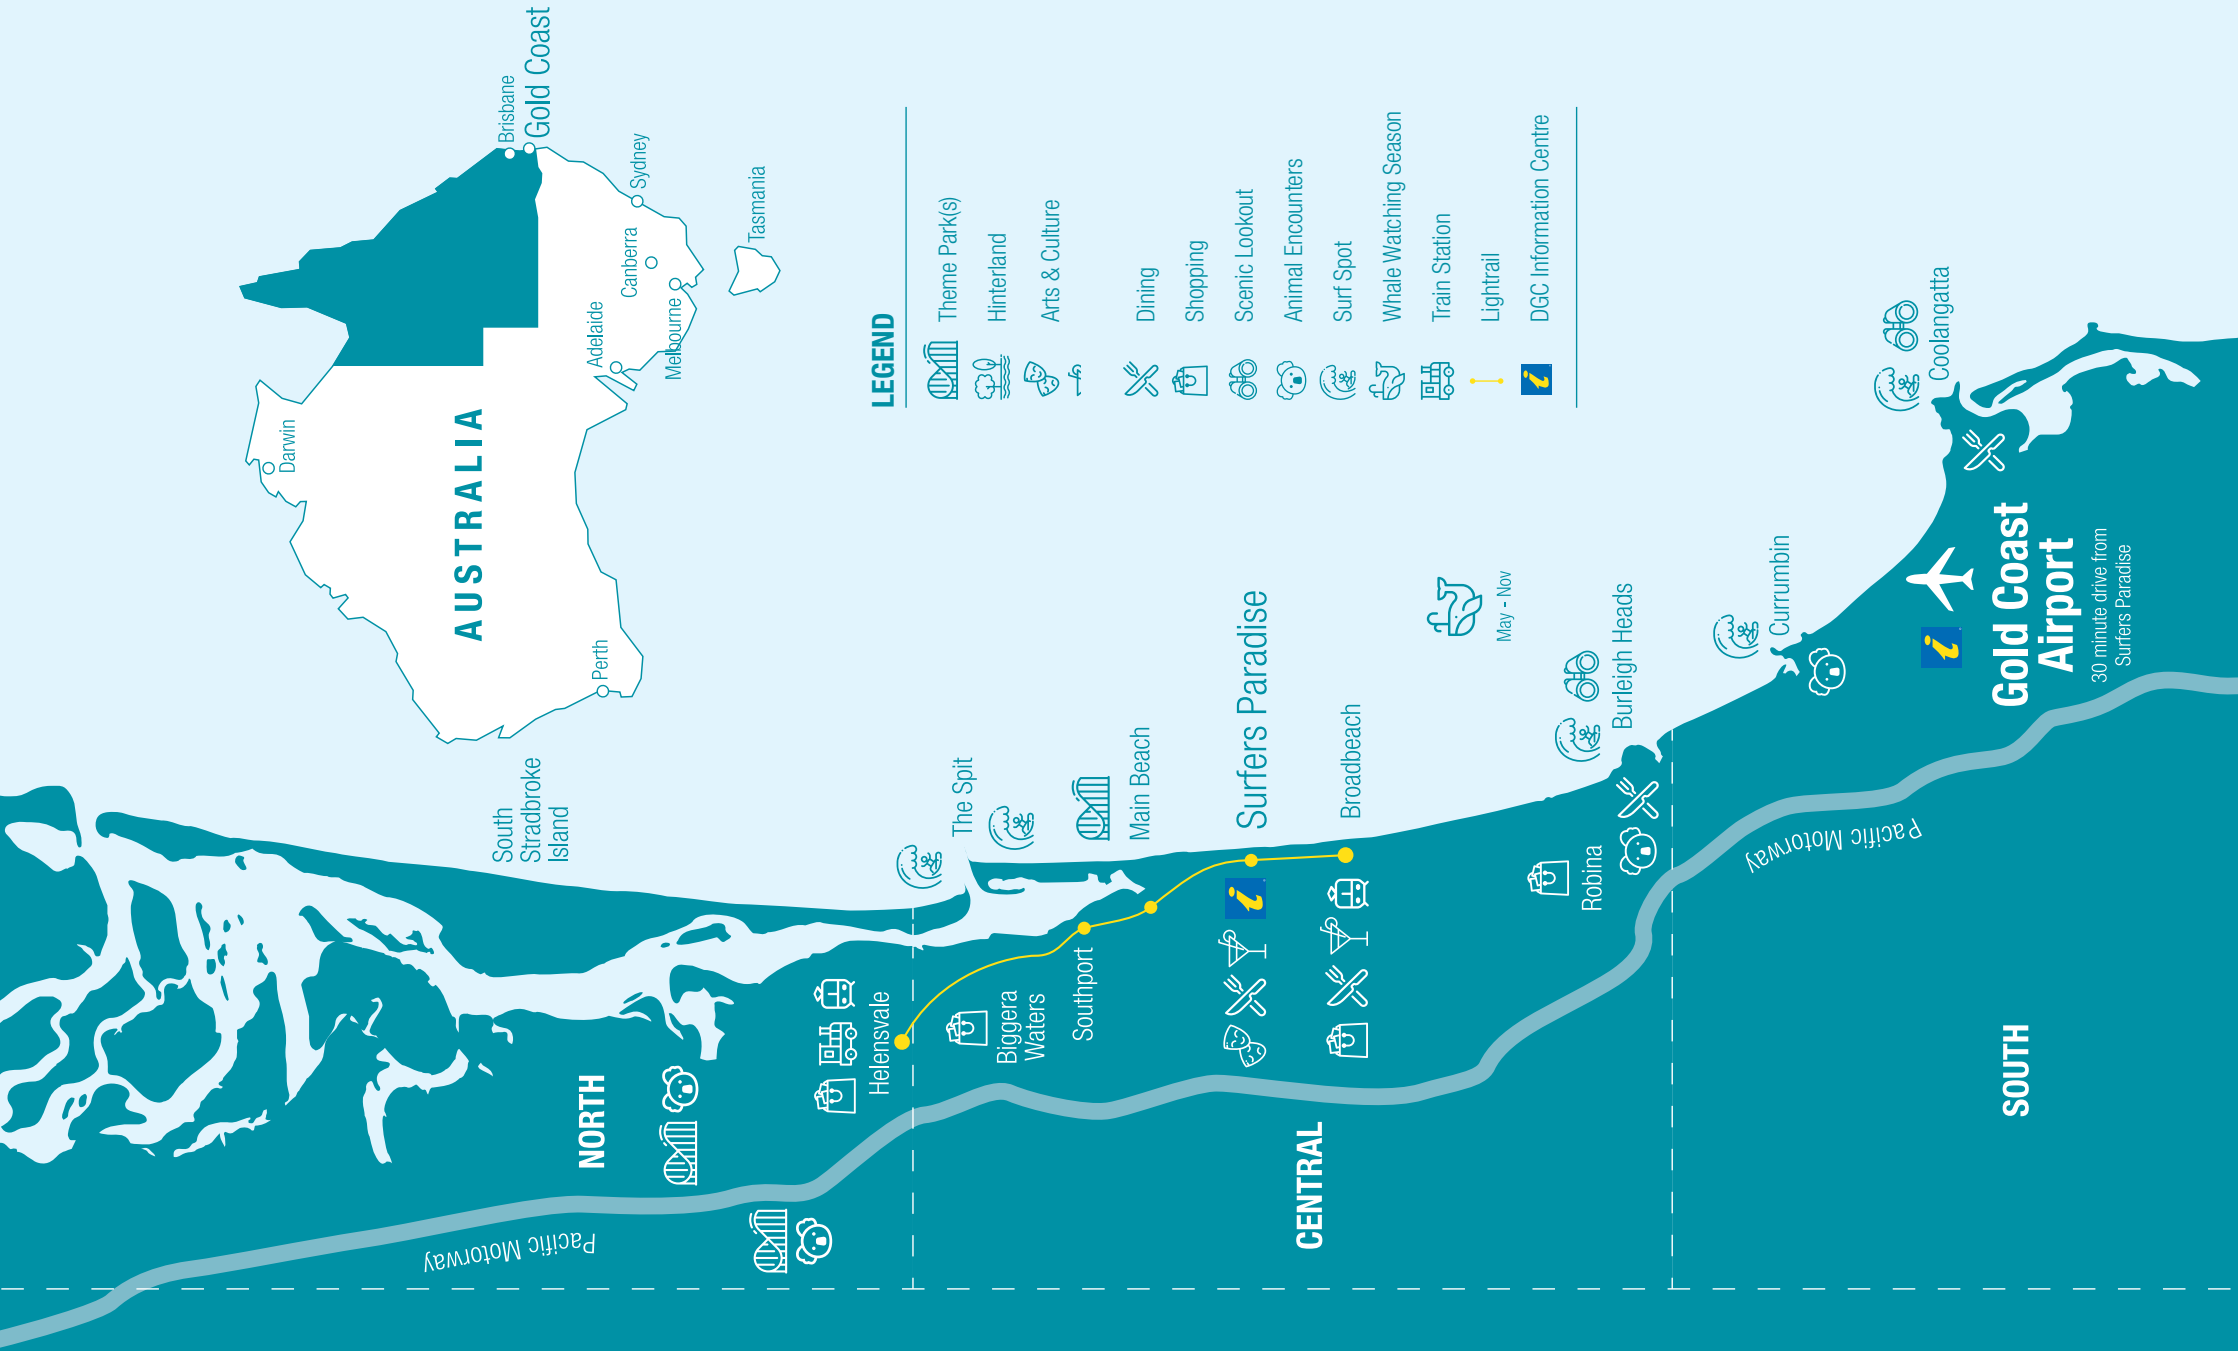 Brisbane
Gold Coast
Sydney
Canberra
Tasmania
Adelaide
Melbourne
Darwin
AUSTRALIA
Perth
LEGEND
Theme Park(s)
Hinterland
Arts & Culture
Dining
Shopping
Scenic Lookout
Animal Encounters
Surf Spot
Whale Watching Season
Train Station
Lightrail
i DGC Information Centre
South
Stradbroke
Island
NORTH
Pacific Motorway
Helensvale
The Spit
Biggera
Waters
Southport
Main Beach
Surfers Paradise
i
Broadbeach
CENTRAL
May - Nov
Robina
Burleigh Heads
Pacific Motorway
Currumbin
Coolangatta
i
Gold Coast
Airport
30 minute drive from
Surfers Paradise
SOUTH